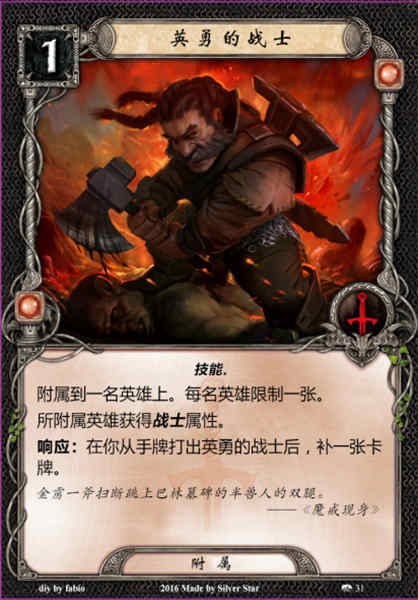 1
英勇的战士
技能.
附属到一名英雄上。每名英雄限制一张。
所附属英雄获得战士属性。
响应：在你从手牌打出英勇的战士后，补一张卡
牌。
金雳一斧扫断跳上巴林墓碑的半兽人的双腿。
——《魔戒现身》
附属
diy by fabio
2016 Made by Silver Star
31